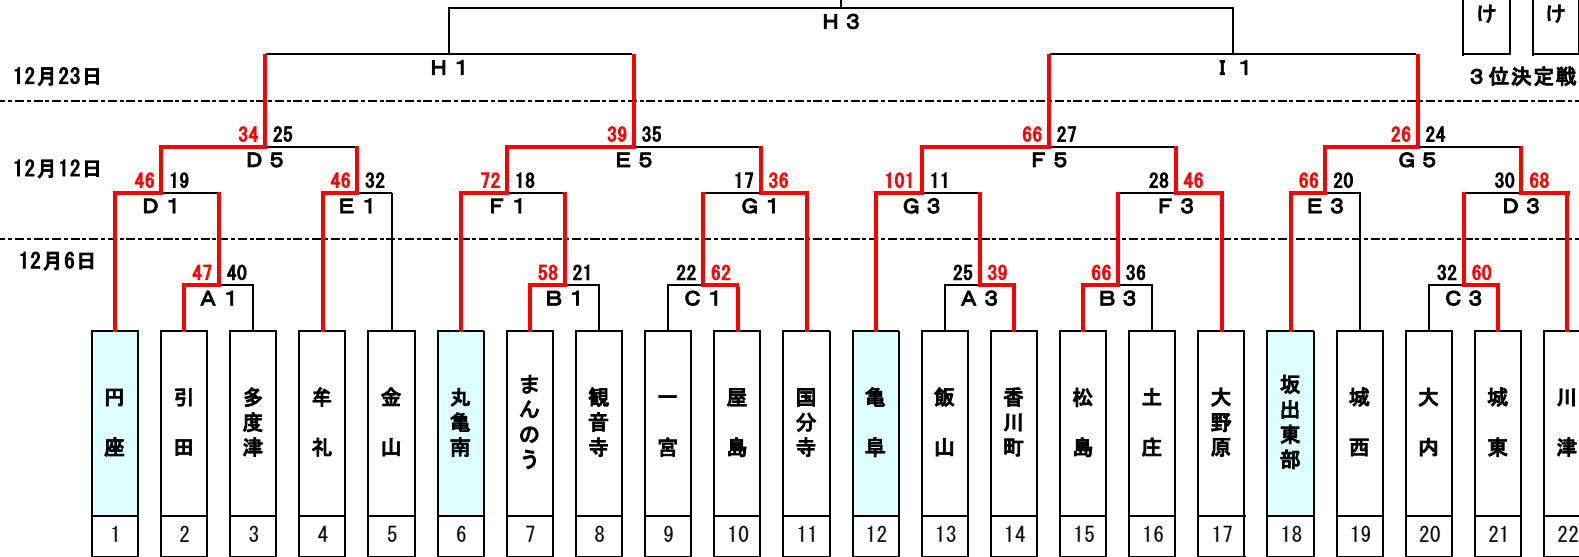 け け
Ｈ３
Ｈ１ Ｉ１
12月23日 ３位決定戦
34 25 39 35 66 27 26 24
Ｄ５ Ｅ５ Ｆ５ Ｇ５
12月12日
46 19 46 32 72 18 17 36 101 11 28 46 66 20 30 68
Ｄ１ Ｅ１ Ｆ１ Ｇ１ Ｇ３ Ｆ３ Ｅ３ Ｄ３
12月6日
47 40 58 21 22 62 25 39 66 36 32 60
Ａ１ Ｂ１ Ｃ１ Ａ３ Ｂ３ Ｃ３
円座 引田 多度津 牟礼 金山 丸亀南 まんのう 観音寺 一宮 屋島 国分寺 亀阜 飯山 香川町 松島 土庄 大野原 坂出東部 城西 大内 城東 川津
1 2 3 4 5 6 7 8 9 10 11 12 13 14 15 16 17 18 19 20 21 22